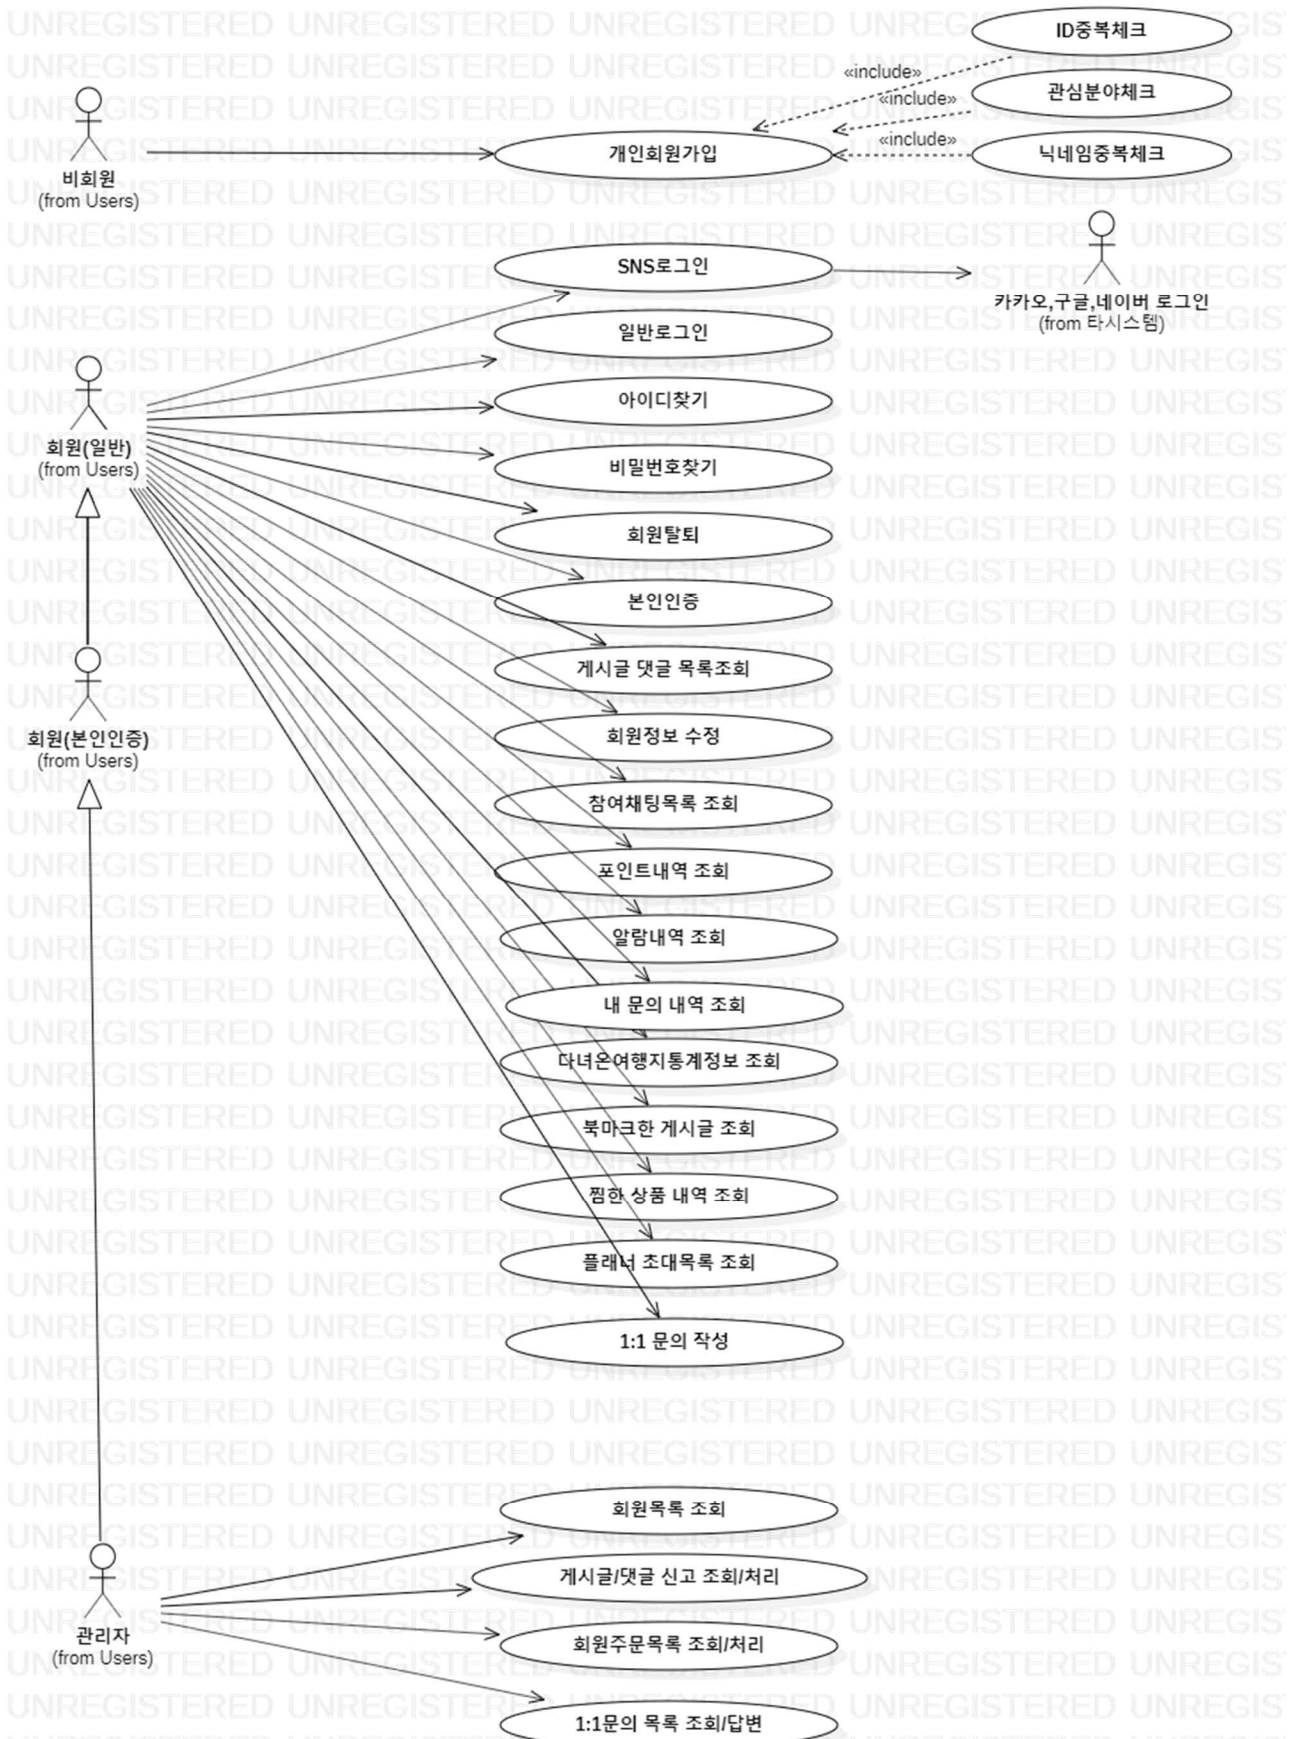 ID중복체크
«include»
관심분야체크
«include»
«include»
닉네임중복체크
개인회원가입
비회원
(from Users)
SNS로그인
카카오,구글,네이버 로그인
(from 타시스템)
일반로그인
아이디찾기
회원(일반)
(from Users)
비밀번호찾기
회원탈퇴
본인인증
게시글 댓글 목록조회
회원정보 수정
회원(본인인증)
(from Users)
참여채팅목록 조회
포인트내역 조회
알람내역 조회
내 문의 내역 조회
다녀온여행지통계정보 조회
북마크한 게시글 조회
찜한 상품 내역 조회
플래너 초대목록 조회
1:1 문의 작성
회원목록 조회
게시글/댓글 신고 조회/처리
관리자
(from Users)
회원주문목록 조회/처리
1:1문의 목록 조회/답변
UNREGISTERED